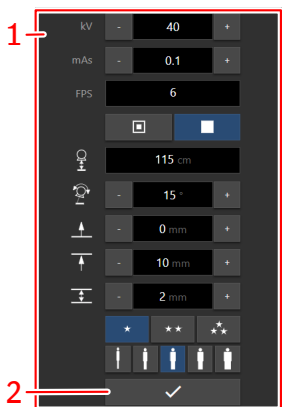 1
kV - 40 +
mAs - 0.1 +
FPS 6
115 cm
- 15 ° +
- 0 mm +
- 10 mm +
- 2 mm +
2